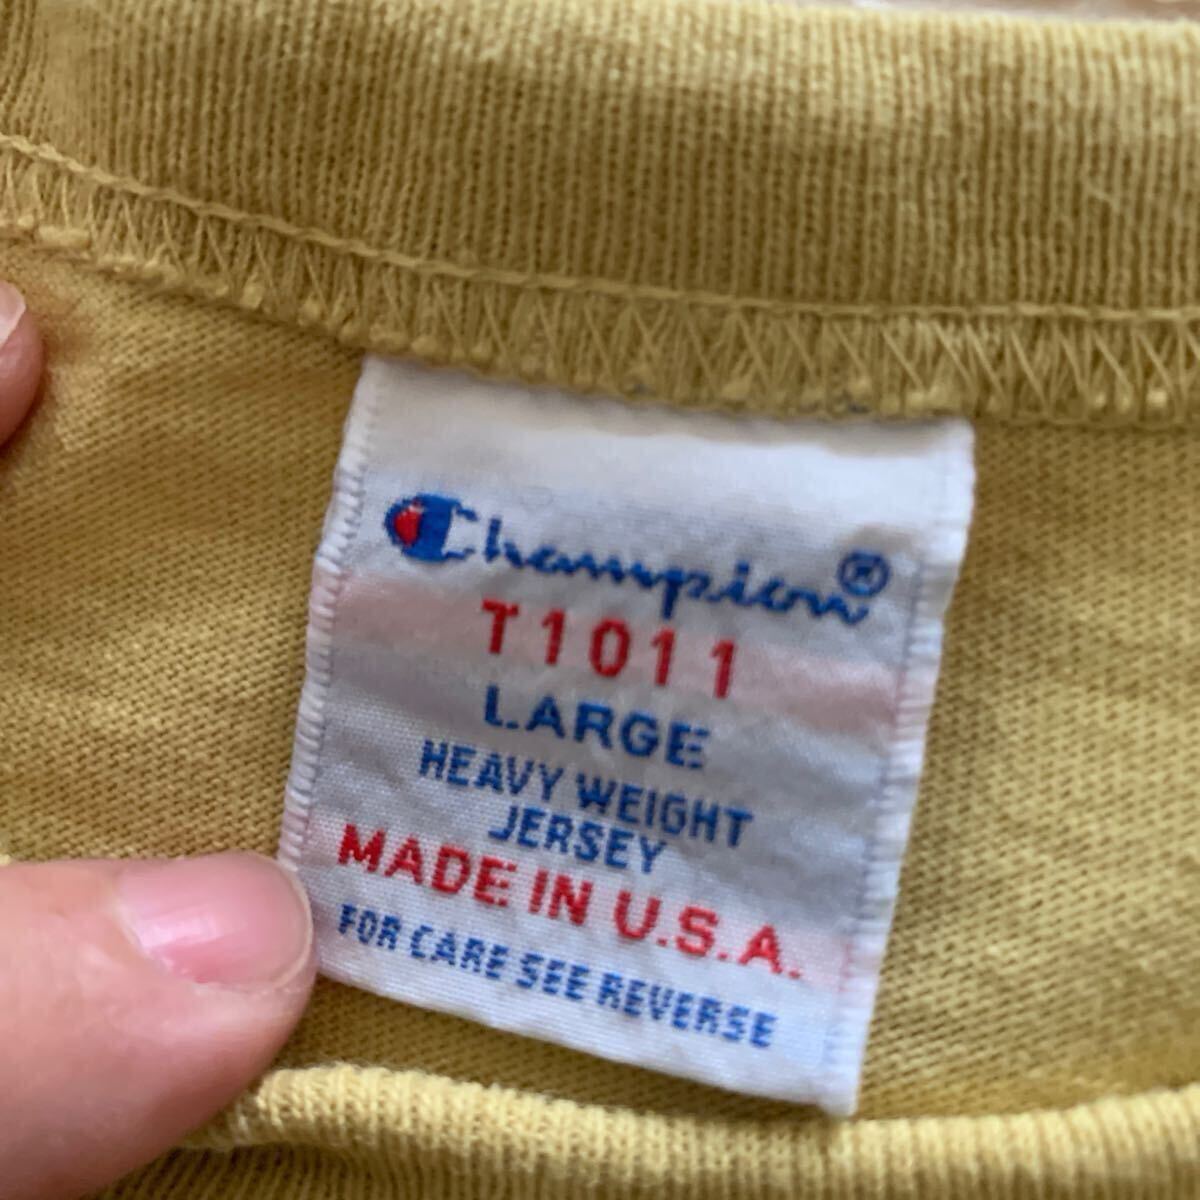 Champion®
T1011
LARGE
HEAVY WEIGHT
JERSEY
MADE IN U.S.A.
FOR CARE SEE REVERSE